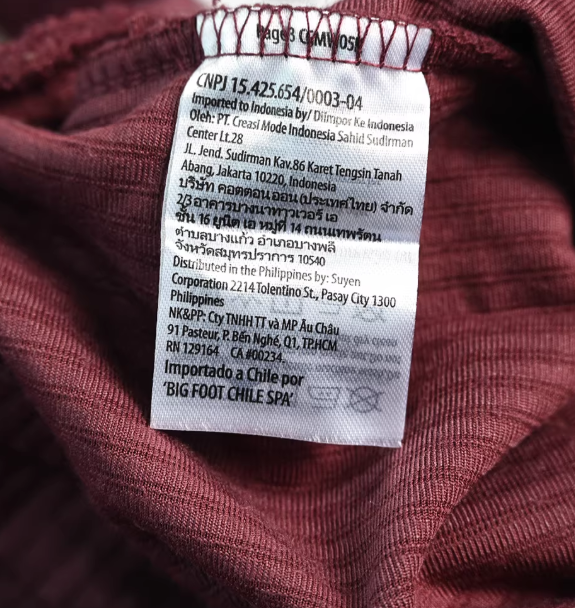 Page3 CGMW05
CNPJ 15.425.654/0003-04
Imported to Indonesia by/ Diimpor Ke Indonesia
Oleh: PT. Creasi Mode Indonesia Sahid Sudirman
Center Lt.28
JL. Jend. Sudirman Kav.86 Karet Tengsin Tanah
Abang, Jakarta 10220, Indonesia
บริษัท คอตตอน ออน (ประเทศไทย) จำกัด
2/3 อาคารบางนาทาวเวอร์ เอ
ชั้น 16 ยูนิต เอ หมู่ที่ 14 ถนนเทพรัตน
ตำบลบางแก้ว อำเภอบางพลี
จังหวัดสมุทรปราการ 10540
Distributed in the Philippines by: Suyen
Corporation 2214 Tolentino St., Pasay City 1300
Philippines
NK&PP: Cty TNHH TT và MP Âu Châu
91 Pasteur, P. Bến Nghé, Q1, TP.HCM
RN 129164 CA #00234.
Importado a Chile por
'BIG FOOT CHILE SPA'